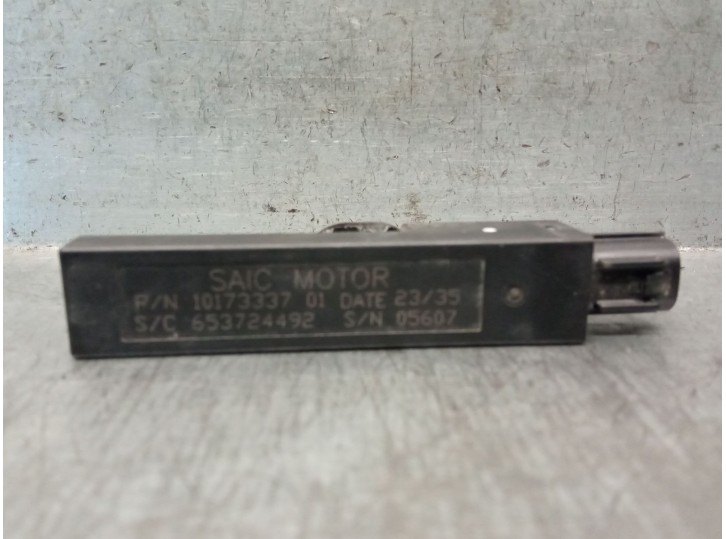 SAIC MOTOR
P/N 10173337 01 DATE 23/35
S/C 653724492 S/N 05607